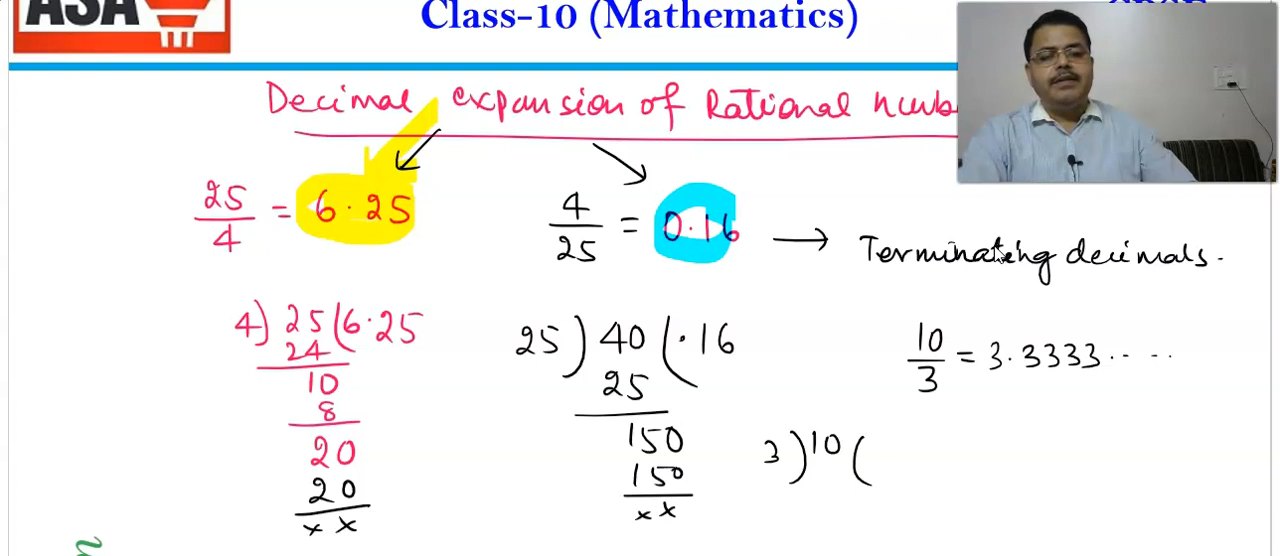 ASA
Class-10 (Mathematics)
Decimal expansion of Rational
25/4 = 6.25
4/25 = 0.16 → Terminating decimals.
4) 25 (6.25
24
10
8
20
20
x x
25 ) 40 ( .16
25
150
150
x x
10/3 = 3.3333.. ...
3 ) 10 (
n